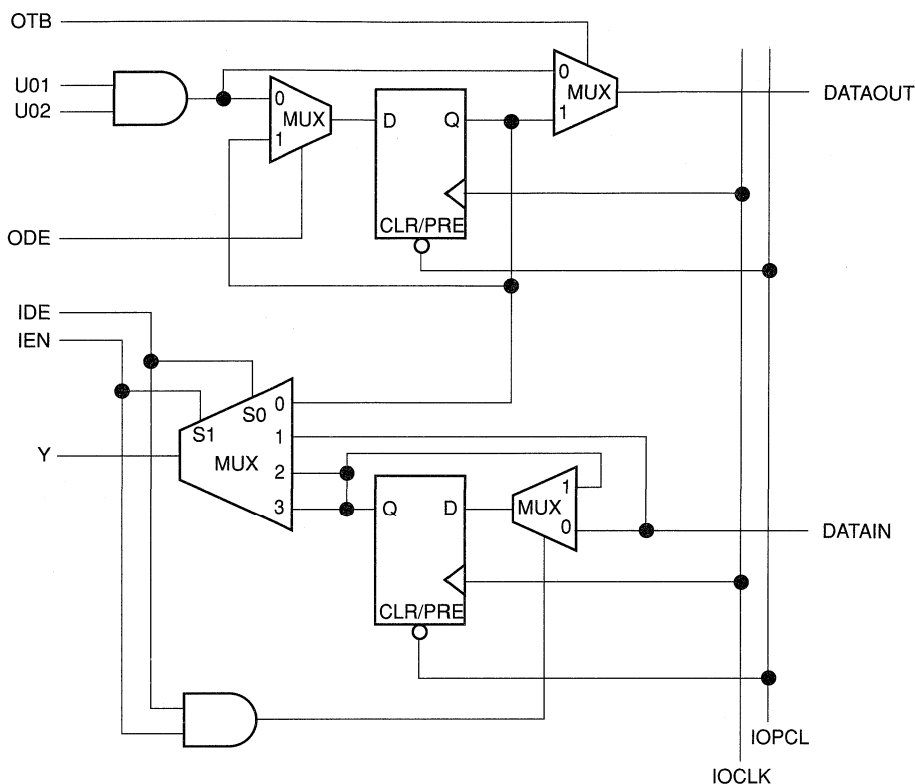 OTB
U01
U02
0
MUX
1
0
MUX
1
DATAOUT
D
Q
CLR/PRE
ODE
IDE
IEN
S0
S1
0
1
MUX
2
3
Y
Q
D
CLR/PRE
1
MUX
0
DATAIN
IOPCL
IOCLK